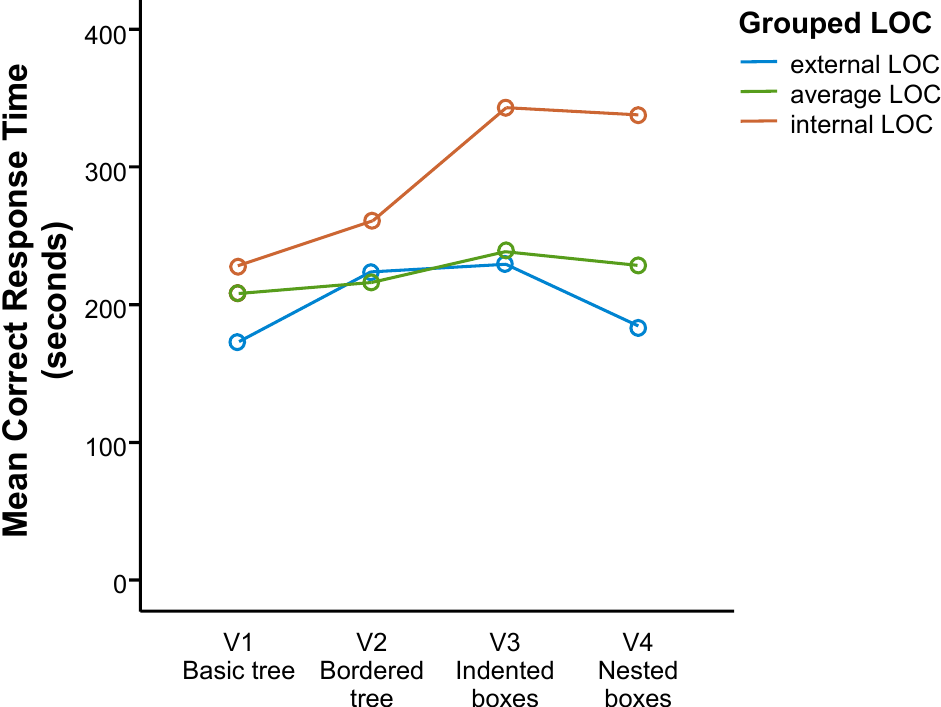 Grouped LOC
external LOC
average LOC
internal LOC
Mean Correct Response Time
(seconds)
400
300
200
100
0
V1
Basic tree
V2
Bordered
tree
V3
Indented
boxes
V4
Nested
boxes